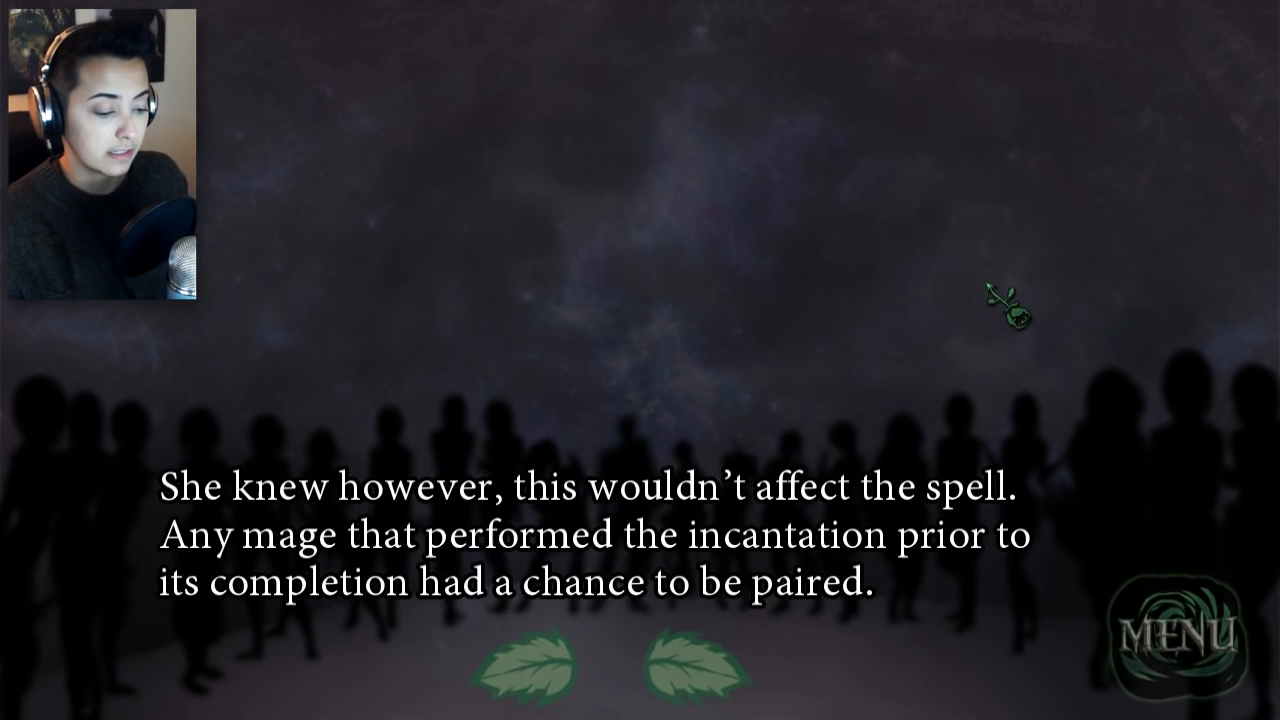 She knew however, this wouldn’t affect the spell.
Any mage that performed the incantation prior to
its completion had a chance to be paired.
MENU